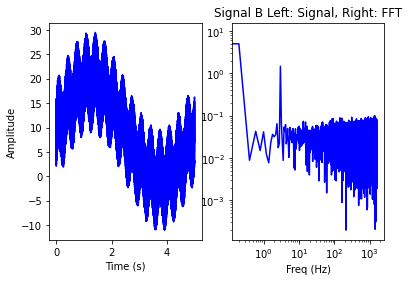 Signal B Left: Signal, Right: FFT
Amplitude
30
25
20
15
10
5
0
−5
−10
0 2 4
Time (s)
10¹
10⁰
10⁻¹
10⁻²
10⁻³
10⁰ 10¹ 10² 10³
Freq (Hz)